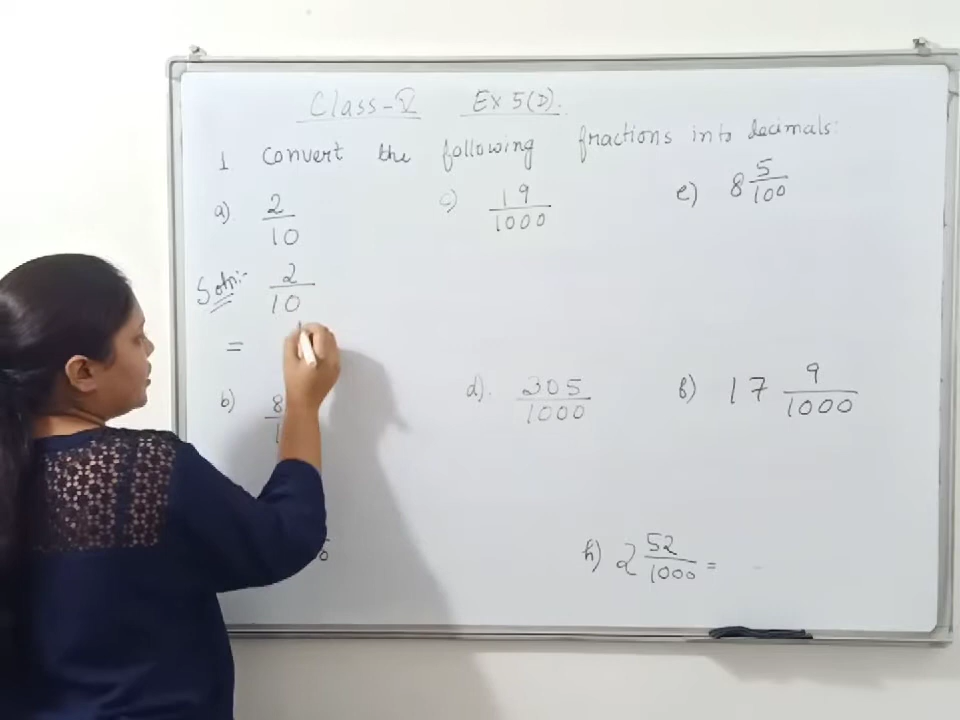 Class-V Ex 5(D).
1 Convert the following fractions into decimals:
a) 2/10
c) 19/1000
e) 8 5/100
Soln:- 2/10
=
b) 8
d). 305/1000
f) 17 9/1000
h) 2 52/1000 =